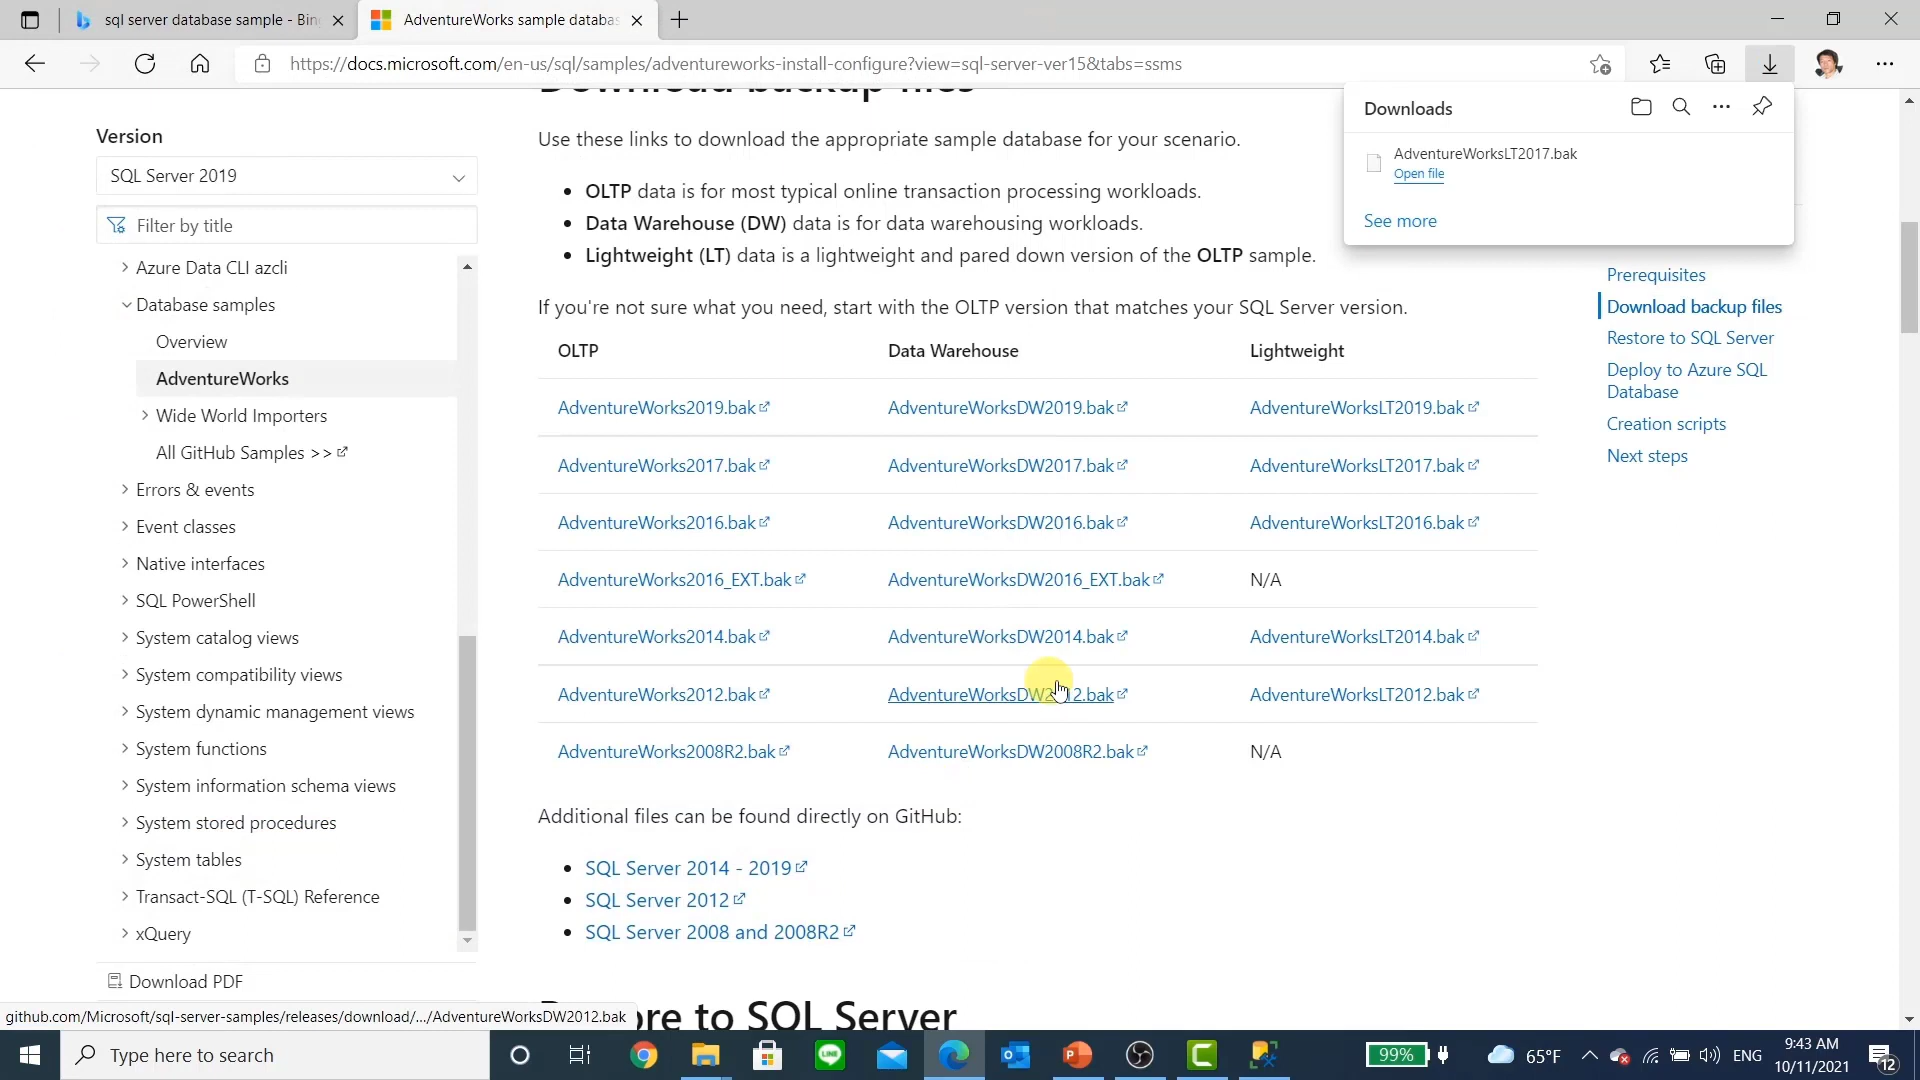 sql server database sample - Bin
AdventureWorks sample databas
https://docs.microsoft.com/en-us/sql/samples/adventureworks-install-configure?view=sql-server-ver15&tabs=ssms
Download backup files
Downloads
AdventureWorksLT2017.bak
Open file
See more
Version
SQL Server 2019
Filter by title
Azure Data CLI azcli
Database samples
Overview
AdventureWorks
Wide World Importers
All GitHub Samples >>
Errors & events
Event classes
Native interfaces
SQL PowerShell
System catalog views
System compatibility views
System dynamic management views
System functions
System information schema views
System stored procedures
System tables
Transact-SQL (T-SQL) Reference
xQuery
Download PDF
Use these links to download the appropriate sample database for your scenario.
• OLTP data is for most typical online transaction processing workloads.
• Data Warehouse (DW) data is for data warehousing workloads.
• Lightweight (LT) data is a lightweight and pared down version of the OLTP sample.
If you're not sure what you need, start with the OLTP version that matches your SQL Server version.
OLTP Data Warehouse Lightweight
AdventureWorks2019.bak AdventureWorksDW2019.bak AdventureWorksLT2019.bak
AdventureWorks2017.bak AdventureWorksDW2017.bak AdventureWorksLT2017.bak
AdventureWorks2016.bak AdventureWorksDW2016.bak AdventureWorksLT2016.bak
AdventureWorks2016_EXT.bak AdventureWorksDW2016_EXT.bak N/A
AdventureWorks2014.bak AdventureWorksDW2014.bak AdventureWorksLT2014.bak
AdventureWorks2012.bak AdventureWorksDW2012.bak AdventureWorksLT2012.bak
AdventureWorks2008R2.bak AdventureWorksDW2008R2.bak N/A
Additional files can be found directly on GitHub:
• SQL Server 2014 - 2019
• SQL Server 2012
• SQL Server 2008 and 2008R2
Restore to SQL Server
Prerequisites
Download backup files
Restore to SQL Server
Deploy to Azure SQL
Database
Creation scripts
Next steps
github.com/Microsoft/sql-server-samples/releases/download/.../AdventureWorksDW2012.bak
Type here to search
LINE
99%
65°F
ENG
9:43 AM
10/11/2021
12